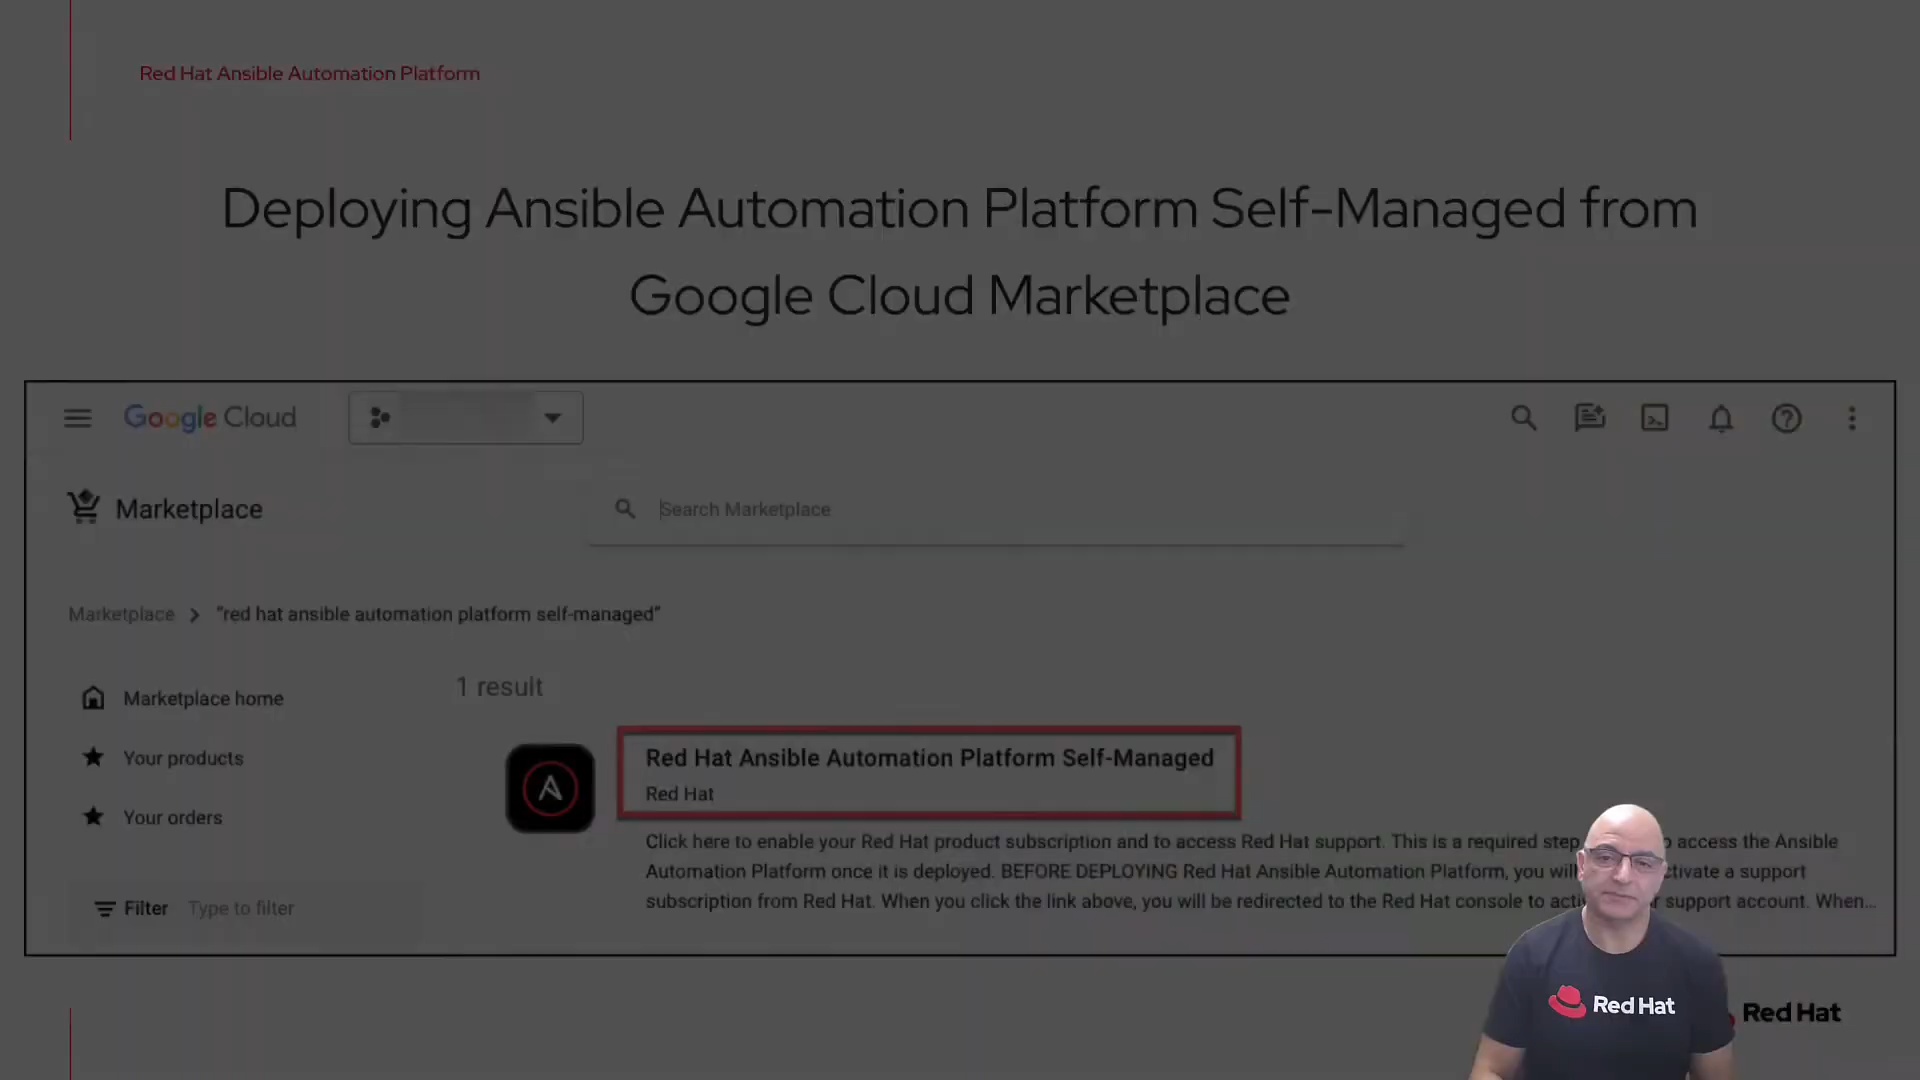 Red Hat Ansible Automation Platform
Deploying Ansible Automation Platform Self-Managed from
Google Cloud Marketplace
Google Cloud
Marketplace
Search Marketplace
Marketplace > "red hat ansible automation platform self-managed"
Marketplace home
Your products
Your orders
Filter Type to filter
1 result
Red Hat Ansible Automation Platform Self-Managed
Red Hat
Click here to enable your Red Hat product subscription and to access Red Hat support. This is a required step access the Ansible
Automation Platform once it is deployed. BEFORE DEPLOYING Red Hat Ansible Automation Platform, you will a support
subscription from Red Hat. When you click the link above, you will be redirected to the Red Hat console to support account. When...
Red Hat
Red Hat